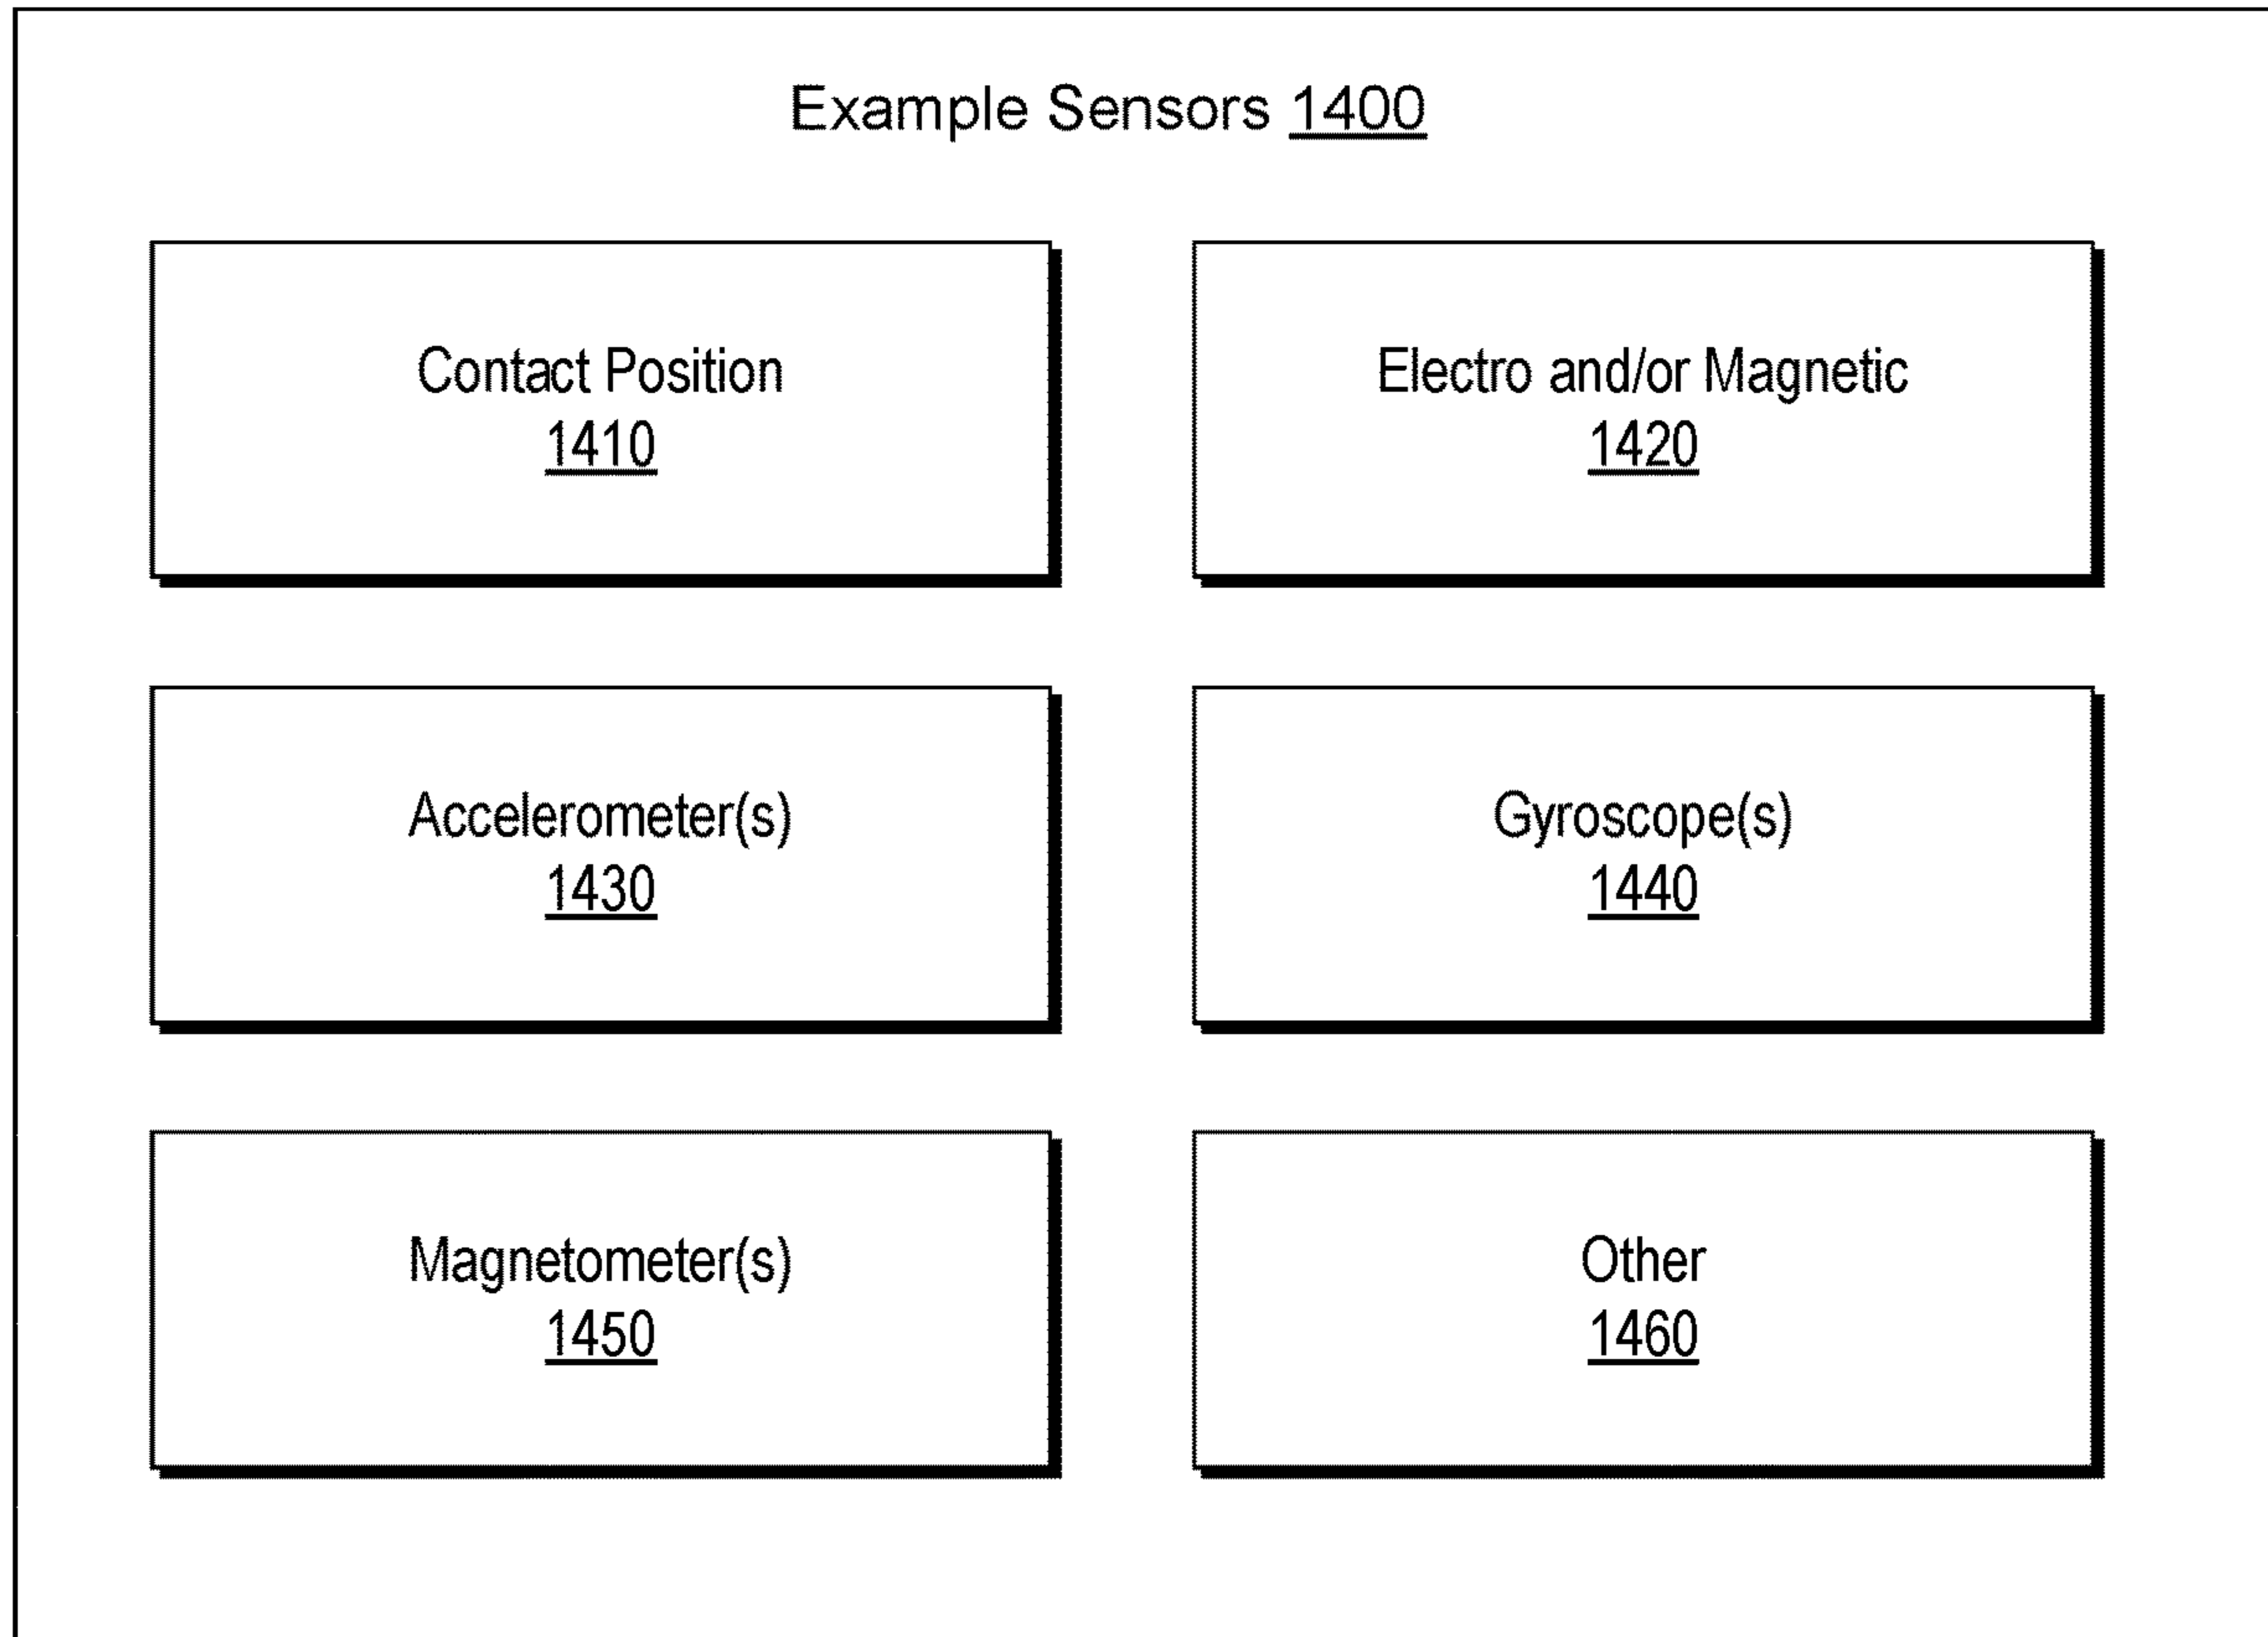 Example Sensors 1400
Contact Position
1410
Electro and/or Magnetic
1420
Accelerometer(s)
1430
Gyroscope(s)
1440
Magnetometer(s)
1450
Other
1460